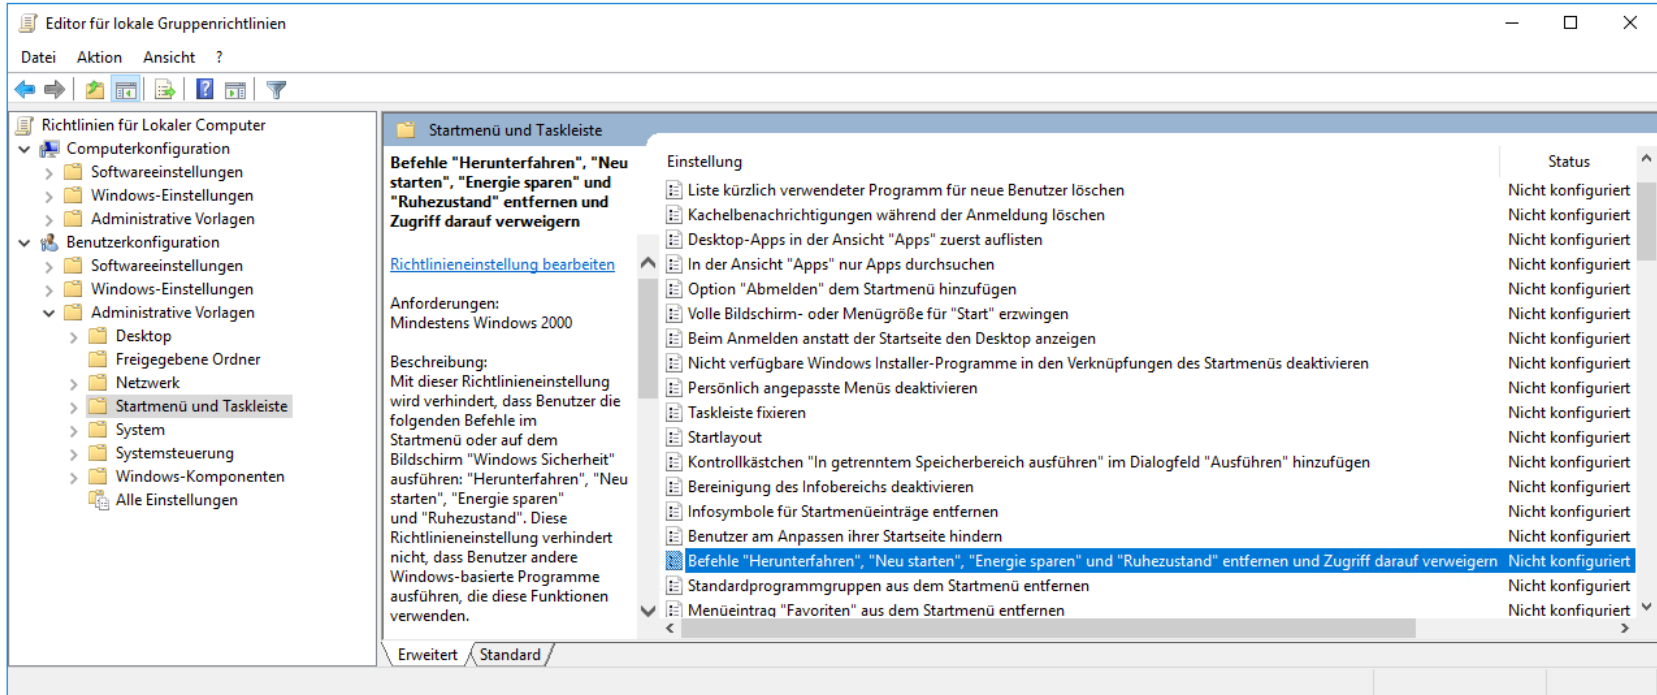 Editor für lokale Gruppenrichtlinien
Datei Aktion Ansicht ?
Richtlinien für Lokaler Computer
Computerkonfiguration
Softwareeinstellungen
Windows-Einstellungen
Administrative Vorlagen
Benutzerkonfiguration
Softwareeinstellungen
Windows-Einstellungen
Administrative Vorlagen
Desktop
Freigegebene Ordner
Netzwerk
Startmenü und Taskleiste
System
Systemsteuerung
Windows-Komponenten
Alle Einstellungen
Startmenü und Taskleiste
Befehle "Herunterfahren", "Neu
starten", "Energie sparen" und
"Ruhezustand" entfernen und
Zugriff darauf verweigern
Richtlinieneinstellung bearbeiten
Anforderungen:
Mindestens Windows 2000
Beschreibung:
Mit dieser Richtlinieneinstellung
wird verhindert, dass Benutzer die
folgenden Befehle im
Startmenü oder auf dem
Bildschirm "Windows Sicherheit"
ausführen: "Herunterfahren", "Neu
starten", "Energie sparen"
und "Ruhezustand". Diese
Richtlinieneinstellung verhindert
nicht, dass Benutzer andere
Windows-basierte Programme
ausführen, die diese Funktionen
verwenden.
Einstellung Status
Liste kürzlich verwendeter Programm für neue Benutzer löschen Nicht konfiguriert
Kachelbenachrichtigungen während der Anmeldung löschen Nicht konfiguriert
Desktop-Apps in der Ansicht "Apps" zuerst auflisten Nicht konfiguriert
In der Ansicht "Apps" nur Apps durchsuchen Nicht konfiguriert
Option "Abmelden" dem Startmenü hinzufügen Nicht konfiguriert
Volle Bildschirm- oder Menügröße für "Start" erzwingen Nicht konfiguriert
Beim Anmelden anstatt der Startseite den Desktop anzeigen Nicht konfiguriert
Nicht verfügbare Windows Installer-Programme in den Verknüpfungen des Startmenüs deaktivieren Nicht konfiguriert
Persönlich angepasste Menüs deaktivieren Nicht konfiguriert
Taskleiste fixieren Nicht konfiguriert
Startlayout Nicht konfiguriert
Kontrollkästchen "In getrenntem Speicherbereich ausführen" im Dialogfeld "Ausführen" hinzufügen Nicht konfiguriert
Bereinigung des Infobereichs deaktivieren Nicht konfiguriert
Infosymbole für Startmenüeinträge entfernen Nicht konfiguriert
Benutzer am Anpassen ihrer Startseite hindern Nicht konfiguriert
Befehle "Herunterfahren", "Neu starten", "Energie sparen" und "Ruhezustand" entfernen und Zugriff darauf verweigern Nicht konfiguriert
Standardprogrammgruppen aus dem Startmenü entfernen Nicht konfiguriert
Menüeintrag "Favoriten" aus dem Startmenü entfernen Nicht konfiguriert
Erweitert Standard